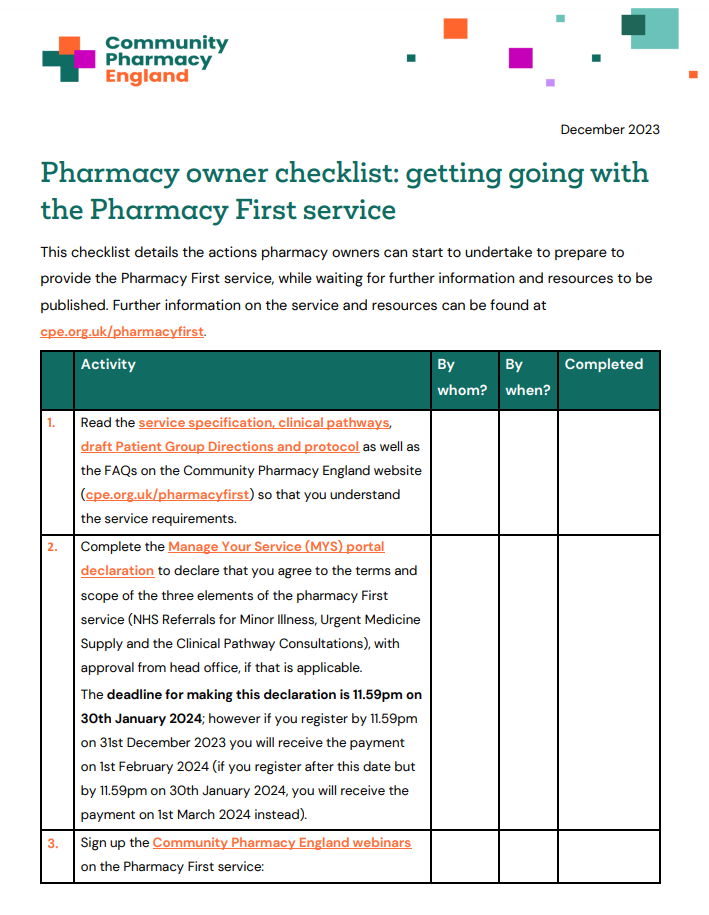 Community
Pharmacy
England
December 2023
Pharmacy owner checklist: getting going with
the Pharmacy First service
This checklist details the actions pharmacy owners can start to undertake to prepare to
provide the Pharmacy First service, while waiting for further information and resources to be
published. Further information on the service and resources can be found at
cpe.org.uk/pharmacyfirst.
Activity
By
whom?
By
when?
Completed
1.
Read the service specification, clinical pathways,
draft Patient Group Directions and protocol as well as
the FAQs on the Community Pharmacy England website
(cpe.org.uk/pharmacyfirst) so that you understand
the service requirements.
2.
Complete the Manage Your Service (MYS) portal
declaration to declare that you agree to the terms and
scope of the three elements of the pharmacy First
service (NHS Referrals for Minor Illness, Urgent Medicine
Supply and the Clinical Pathway Consultations), with
approval from head office, if that is applicable.
The deadline for making this declaration is 11.59pm on
30th January 2024; however if you register by 11.59pm
on 31st December 2023 you will receive the payment
on 1st February 2024 (if you register after this date but
by 11.59pm on 30th January 2024, you will receive the
payment on 1st March 2024 instead).
3.
Sign up the Community Pharmacy England webinars
on the Pharmacy First service: